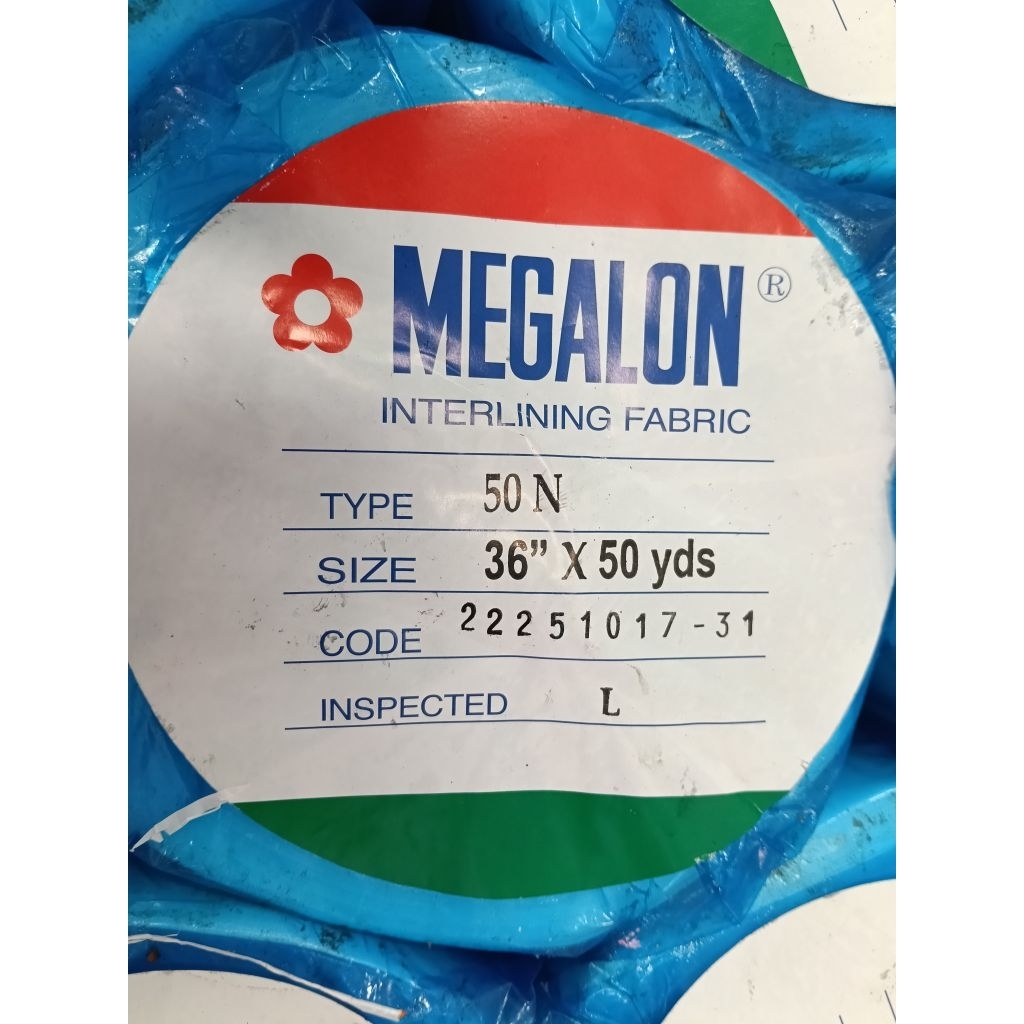 MEGALON®
INTERLINING FABRIC
TYPE 50 N
SIZE 36” X 50 yds
CODE 22251017-31
INSPECTED L